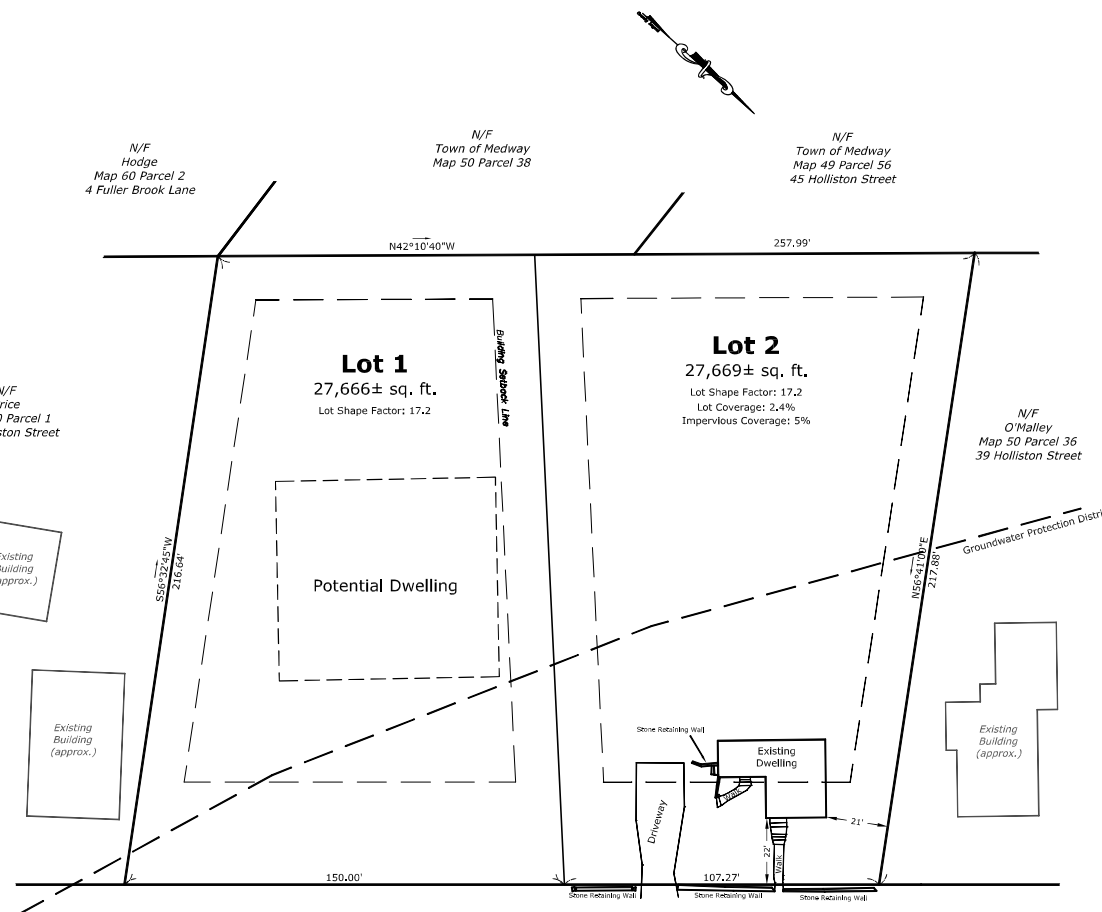 N/F
Hodge
Map 60 Parcel 2
4 Fuller Brook Lane
N/F
Town of Medway
Map 50 Parcel 38
N/F
Town of Medway
Map 49 Parcel 56
45 Holliston Street
N42°10'40"W
257.99'
Lot 1
27,666± sq. ft.
Lot Shape Factor: 17.2
Building Setback Line
Lot 2
27,669± sq. ft.
Lot Shape Factor: 17.2
Lot Coverage: 2.4%
Impervious Coverage: 5%
Parcel 1
Street
N/F
O'Malley
Map 50 Parcel 36
39 Holliston Street
Groundwater Protection
S56°32'45"W
216.64'
N56°41'00"E
217.88'
Existing
Building
(approx.)
Potential Dwelling
Existing
Building
(approx.)
Stone Retaining Wall
Existing
Dwelling
Walk
Driveway
21'
22'
Walk
Existing
Building
(approx.)
150.00'
107.27'
Stone Retaining Wall
Stone Retaining Wall
Stone Retaining Wall